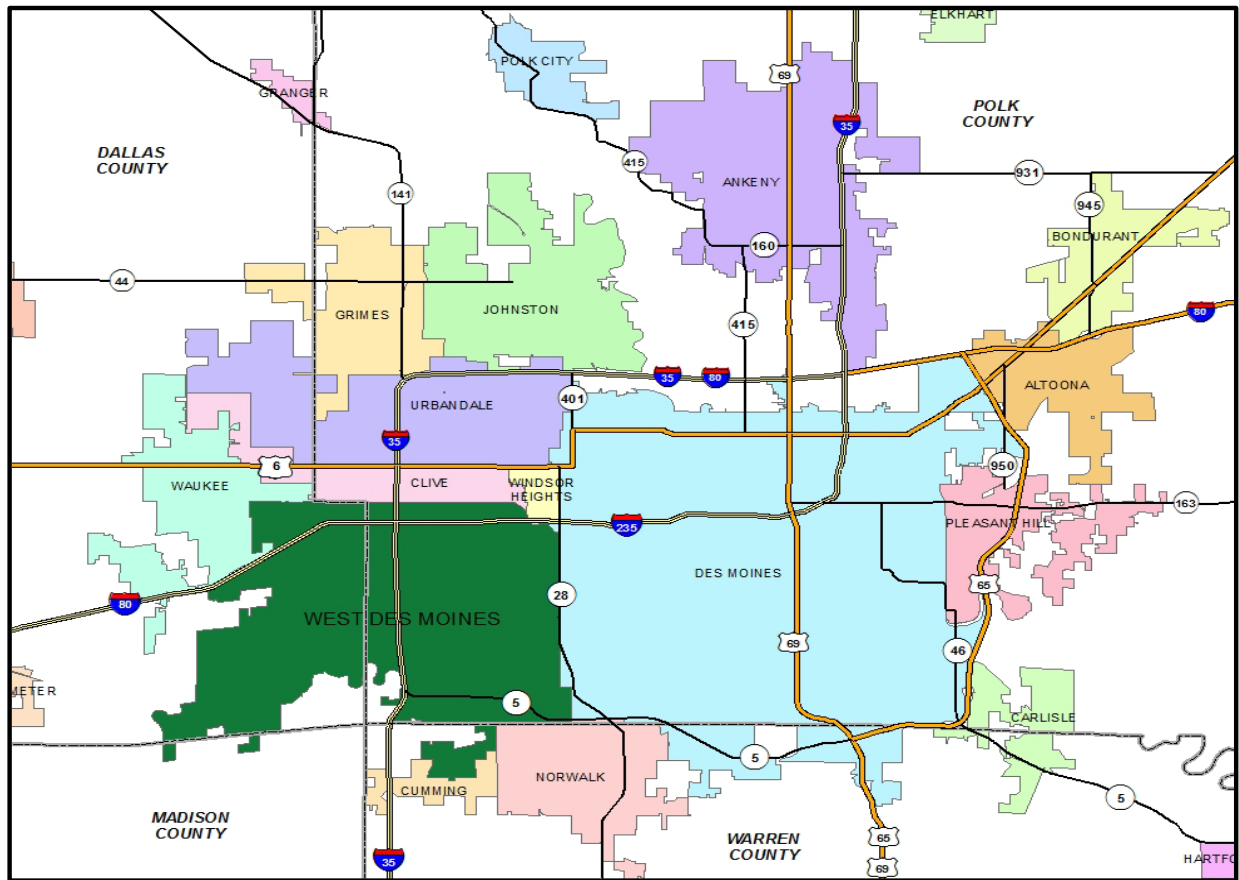 ELKHART
POLK CITY
69
GRANGER
POLK
COUNTY
35
DALLAS
COUNTY
415
931
ANKENY
141
945
BONDURANT
160
44
JOHNSTON
GRIMES
415
80
35
80
ALTOONA
401
URBANDALE
35
6
950
WAUKEE
CLIVE
WINDSOR
HEIGHTS
163
235
PLEASANT HILL
DES MOINES
65
80
28
WEST DES MOINES
69
46
METER
5
CARLISLE
5
NORWALK
CUMMING
5
MADISON
COUNTY
WARREN
COUNTY
65
35
HARTFO
69